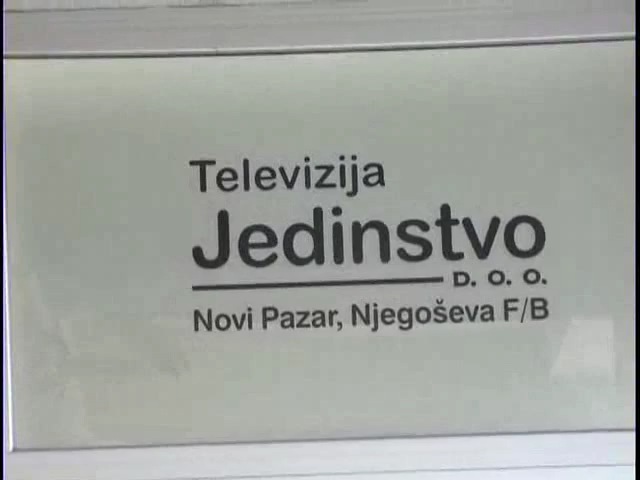 Televizija
Jedinstvo
D. O. O.
Novi Pazar, Njegoševa F/B